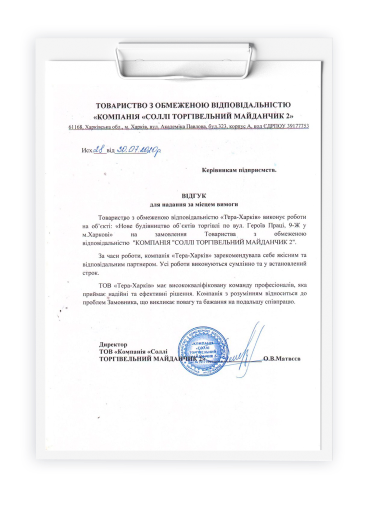 ТОВАРИСТВО З ОБМЕЖЕНОЮ ВІДПОВІДАЛЬНІСТЮ
«КОМПАНІЯ «СОЛЛІ ТОРГІВЕЛЬНИЙ МАЙДАНЧИК 2»
61168, Харківська обл., м. Харків, вул. Академіка Павлова, буд.323, корпус А, код ЄДРПОУ 39177753
Исх 28 від 20.07.2020р
Керівникам підприємств.
ВІДГУК
для надання за місцем вимоги
Товариство з обмеженою відповідальністю «Тера-Харків» виконує роботи
на об'єкті: «Нове будівництво об`єктів торгівлі по вул. Героїв Праці, 9-Ж у
м.Харкові» на замовлення Товариства з обмеженою
відповідальністю "КОМПАНІЯ "СОЛЛІ ТОРГІВЕЛЬНИЙ МАЙДАНЧИК 2".
За часи роботи, компанія «Тера-Харків» зарекомендувала себе якісним та
відповідальним партнером. Усі роботи виконуються сумлінно та у встановлений
строк.
ТОВ «Тера-Харків» має висококваліфіковану команду професіоналів, яка
приймає надійні та ефективні рішення. Компанія з розумінням відноситься до
проблем Замовника, що викликає повагу та бажання на подальшу співпрацю.
Директор
ТОВ «Компанія «Соллі
ТОРГІВЕЛЬНИЙ МАЙДАНЧИК 2» О.В.Матвєєв